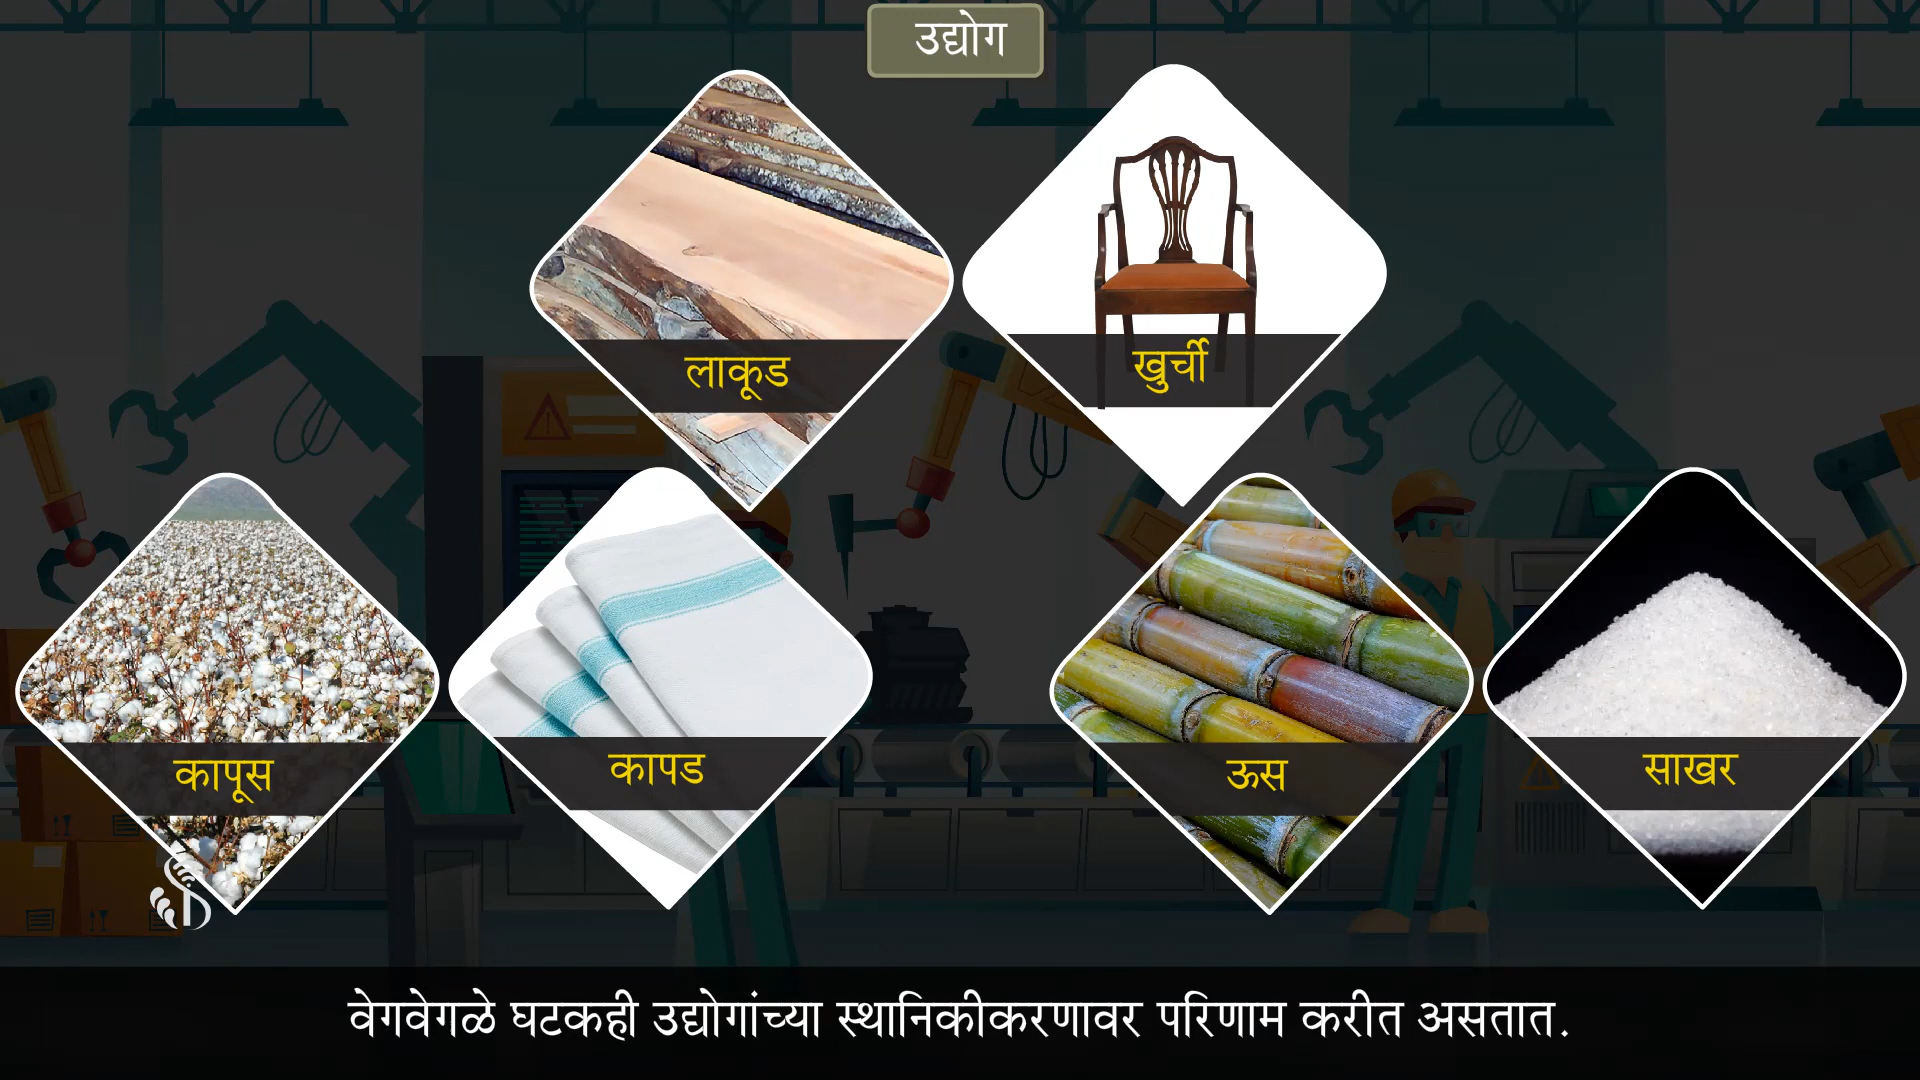 उद्योग
लाकूड
खुर्ची
कापूस
कापड
ऊस
साखर
वेगवेगळे घटकही उद्योगांच्या स्थानिकीकरणावर परिणाम करीत असतात.